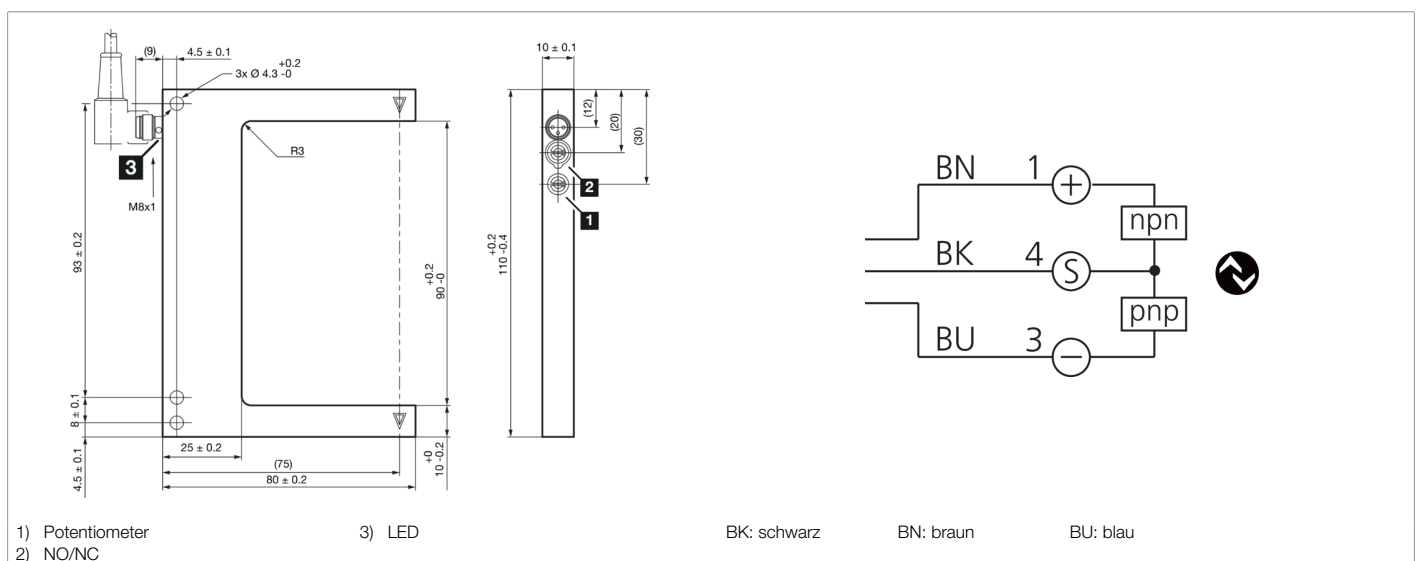 (9)
4.5 ± 0.1
+0.2
3x Ø 4.3 -0
10 ± 0.1
(12)
(20)
(30)
R3
3
M8x1
2
1
93 ± 0.2
+0.2
90 -0
+0.2
110 -0.4
8 ± 0.1
4.5 ± 0.1
25 ± 0.2
(75)
80 ± 0.2
+0
10 -0.2
BN 1 +
npn
BK 4 S
pnp
BU 3 −
1) Potentiometer 3) LED BK: schwarz BN: braun BU: blau
2) NO/NC